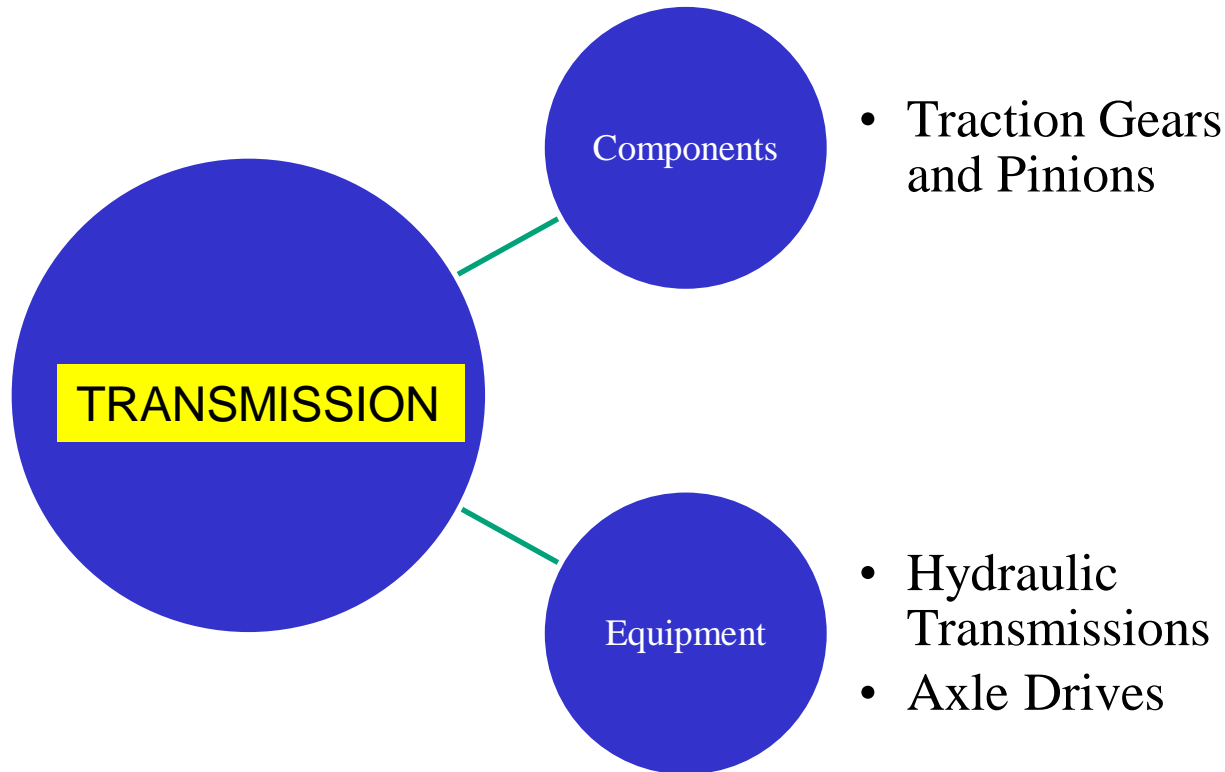 TRANSMISSION
Components
• Traction Gears
and Pinions
Equipment
• Hydraulic
Transmissions
• Axle Drives